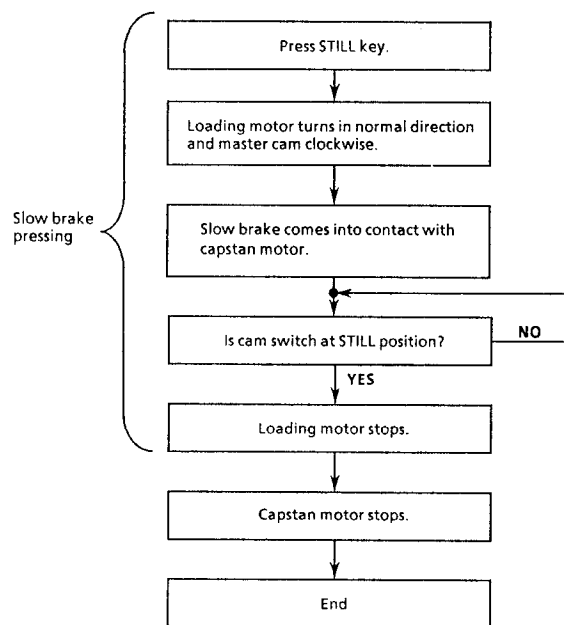 Press STILL key.
Loading motor turns in normal direction
and master cam clockwise.
Slow brake
pressing
Slow brake comes into contact with
capstan motor.
Is cam switch at STILL position?
NO
YES
Loading motor stops.
Capstan motor stops.
End